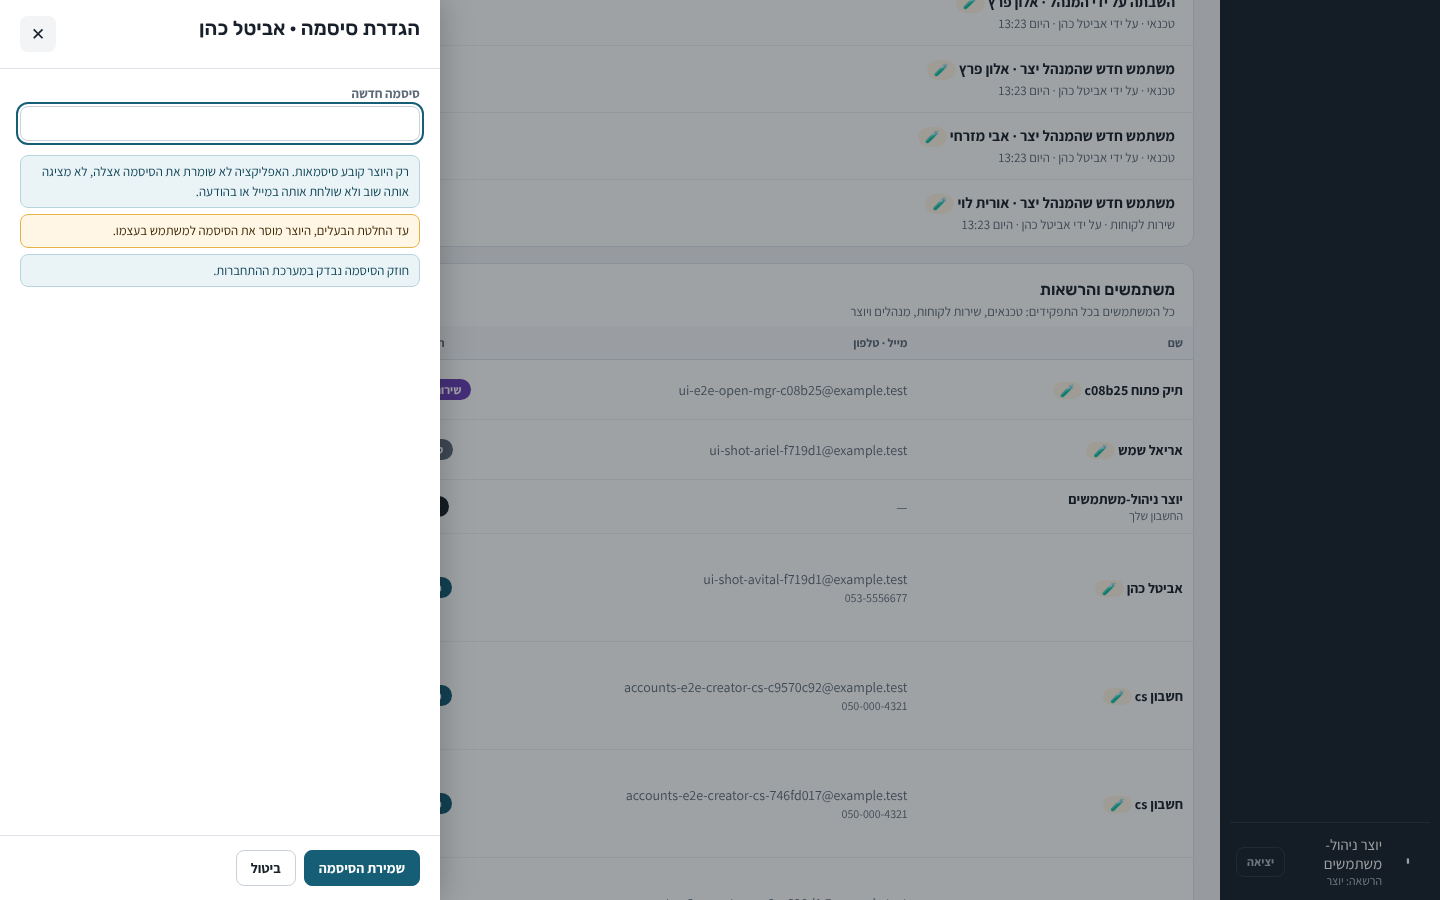 הגדרת סיסמה • אביטל כהן
סיסמה חדשה
רק היוצר קובע סיסמאות. האפליקציה לא שומרת את הסיסמה אצלה, לא מציגה
אותה שוב ולא שולחת אותה במייל או בהודעה.
עד החלטת הבעלים, היוצר מוסר את הסיסמה למשתמש בעצמו.
חוזק הסיסמה נבדק במערכת ההתחברות.
שמירת הסיסמה
ביטול
השבתה על ידי המנהל · אלון פרץ
טכנאי · על ידי אביטל כהן · היום 13:23
משתמש חדש שהמנהל יצר · אלון פרץ
טכנאי · על ידי אביטל כהן · היום 13:23
משתמש חדש שהמנהל יצר · אבי מזרחי
טכנאי · על ידי אביטל כהן · היום 13:23
משתמש חדש שהמנהל יצר · אורית לוי
שירות לקוחות · על ידי אביטל כהן · היום 13:23
משתמשים והרשאות
כל המשתמשים בכל התפקידים: טכנאים, שירות לקוחות, מנהלים ויוצר
שם מייל · טלפון
תיק פתוח c08b25 ui-e2e-open-mgr-c08b25@example.test
אריאל שמש ui-shot-ariel-f719d1@example.test
יוצר ניהול-משתמשים —
החשבון שלך
אביטל כהן ui-shot-avital-f719d1@example.test
053-5556677
חשבון cs accounts-e2e-creator-cs-c9570c92@example.test
050-000-4321
חשבון cs accounts-e2e-creator-cs-746fd017@example.test
050-000-4321
יוצר ניהול-
משתמשים
הרשאה: יוצר
יציאה